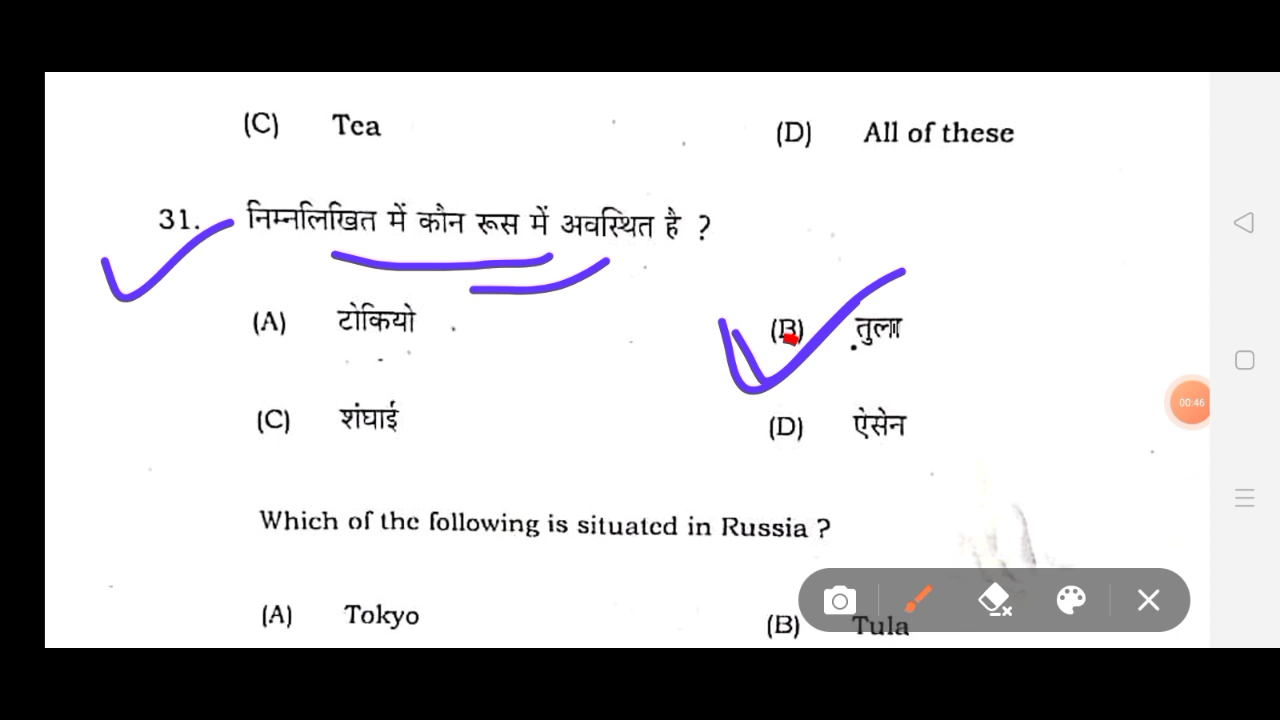 (C) Tea (D) All of these
31. निम्नलिखित में कौन रूस में अवस्थित है ?
(A) टोकियो (B) तुला
(C) शंघाई (D) ऐसेन
00:46
Which of the following is situated in Russia ?
(A) Tokyo (B) Tula